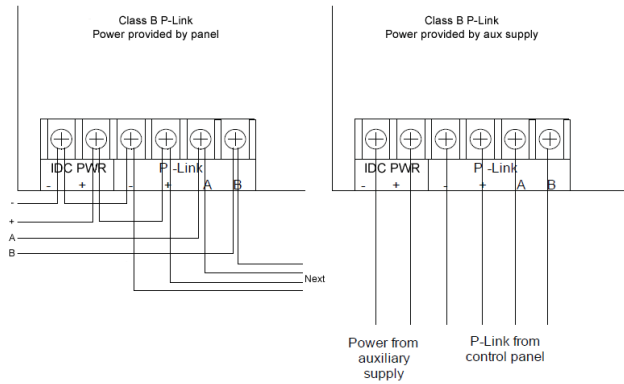 Class B P-Link
Power provided by panel
IDC PWR P -Link
- + - + A B
-
+
A
B
Next
Class B P-Link
Power provided by aux supply
IDC PWR P -Link
- + - + A B
Power from
auxiliary
supply
P-Link from
control panel